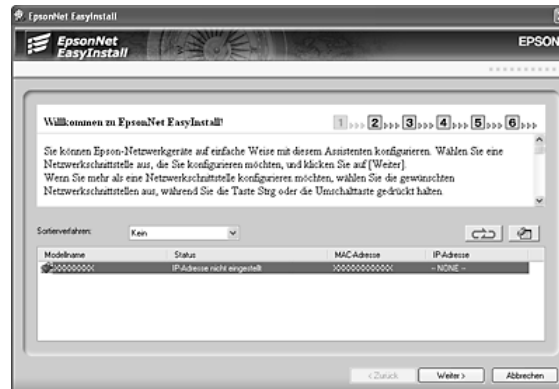 EpsonNet EasyInstall
EpsonNet
EasyInstall
EPSON
Willkommen zu EpsonNet EasyInstall!
1 >>> 2 >>> 3 >>> 4 >>> 5 >>> 6 >>>
Sie können Epson-Netzwerkgeräte auf einfache Weise mit diesem Assistenten konfigurieren. Wählen Sie eine
Netzwerkschnittstelle aus, die Sie konfigurieren möchten, und klicken Sie auf [Weiter].
Wenn Sie mehr als eine Netzwerkschnittstelle konfigurieren möchten, wählen Sie die gewünschten
Netzwerkschnittstellen aus, während Sie die Taste Strg oder die Umschalttaste gedrückt halten.
Sortierverfahren: Kein
Modellname Status MAC-Adresse IP-Adresse
XXXXXXXX IP-Adresse nicht eingestellt XXXXXXXXXXXX - NONE -
< Zurück Weiter > Abbrechen